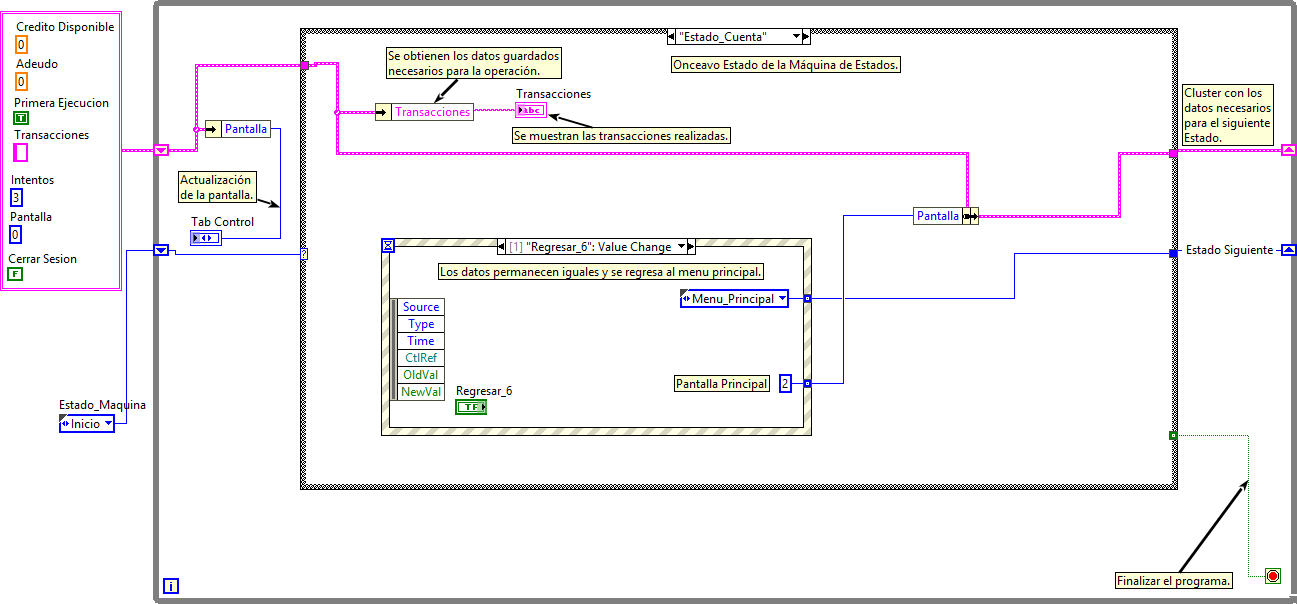 Credito Disponible
0
Adeudo
0
Primera Ejecucion
T
Transacciones
Intentos
3
Pantalla
0
Cerrar Sesion
F
Estado_Maquina
Inicio
Pantalla
Actualización
de la pantalla.
Tab Control
"Estado_Cuenta"
Onceavo Estado de la Máquina de Estados.
Se obtienen los datos guardados
necesarios para la operación.
Transacciones
Transacciones
abc
Se muestran las transacciones realizadas.
?
[1] "Regresar_6": Value Change
Los datos permanecen iguales y se regresa al menu principal.
Source
Type
Time
CtlRef
OldVal
NewVal
Regresar_6
TF
Menu_Principal
Pantalla Principal
2
Pantalla
Cluster con los
datos necesarios
para el siguiente
Estado.
Estado Siguiente
Finalizar el programa.
i